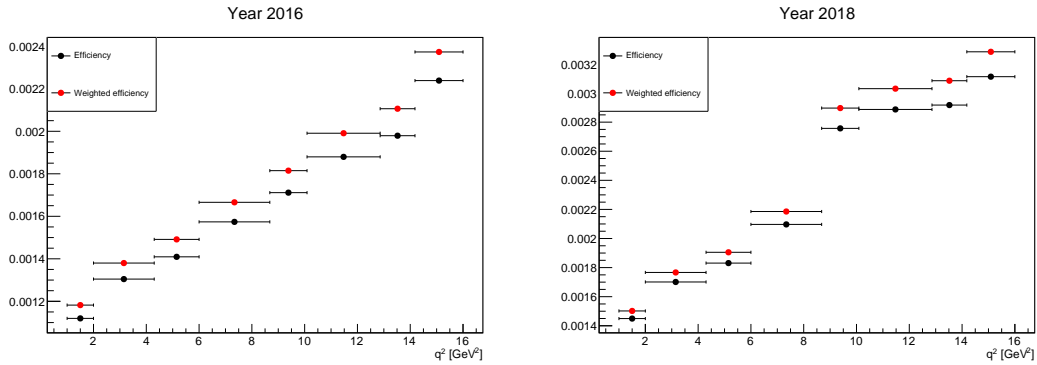 Year 2016
0.0024
0.0022
0.002
0.0018
0.0016
0.0014
0.0012
Efficiency
Weighted efficiency
2 4 6 8 10 12 14 16
q² [GeV²]
Year 2018
0.0032
0.003
0.0028
0.0026
0.0024
0.0022
0.002
0.0018
0.0016
0.0014
Efficiency
Weighted efficiency
2 4 6 8 10 12 14 16
q² [GeV²]